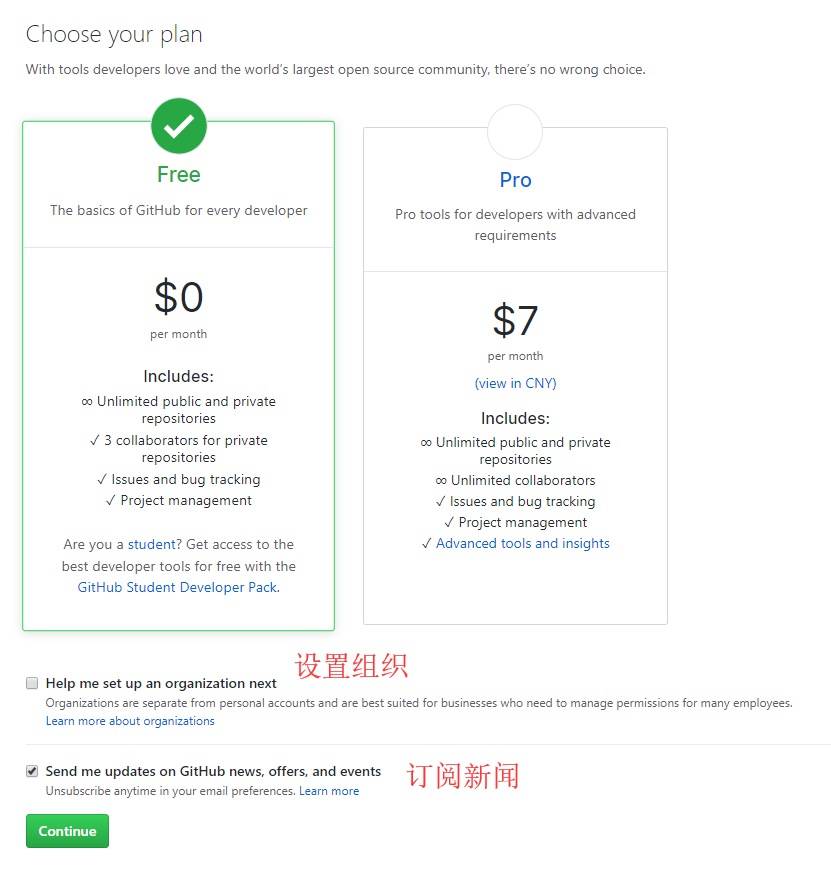 Choose your plan
With tools developers love and the world's largest open source community, there's no wrong choice.
Free
The basics of GitHub for every developer
$0
per month
Includes:
∞ Unlimited public and private
repositories
✓ 3 collaborators for private
repositories
✓ Issues and bug tracking
✓ Project management
Are you a student? Get access to the
best developer tools for free with the
GitHub Student Developer Pack.
Pro
Pro tools for developers with advanced
requirements
$7
per month
(view in CNY)
Includes:
∞ Unlimited public and private
repositories
∞ Unlimited collaborators
✓ Issues and bug tracking
✓ Project management
✓ Advanced tools and insights
设置组织
Help me set up an organization next
Organizations are separate from personal accounts and are best suited for businesses who need to manage permissions for many employees.
Learn more about organizations
Send me updates on GitHub news, offers, and events
订阅新闻
Unsubscribe anytime in your email preferences. Learn more
Continue